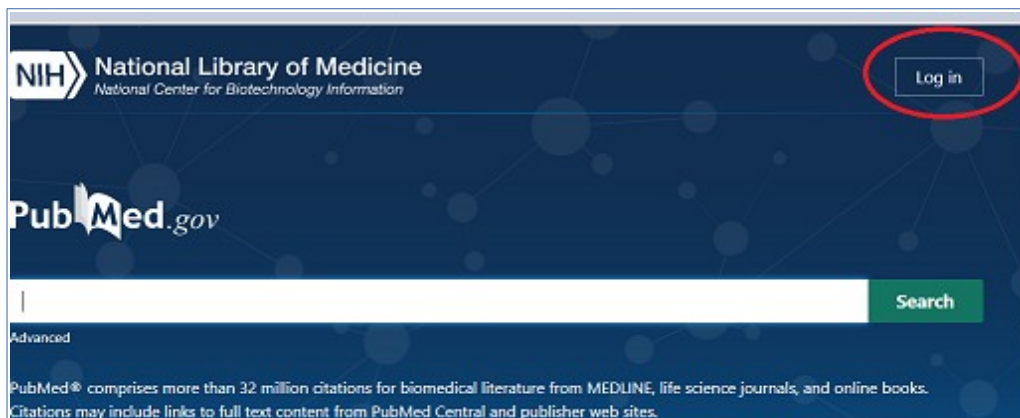 NIH National Library of Medicine
National Center for Biotechnology Information
Log in
PubMed.gov
Search
Advanced
PubMed® comprises more than 32 million citations for biomedical literature from MEDLINE, life science journals, and online books.
Citations may include links to full text content from PubMed Central and publisher web sites.